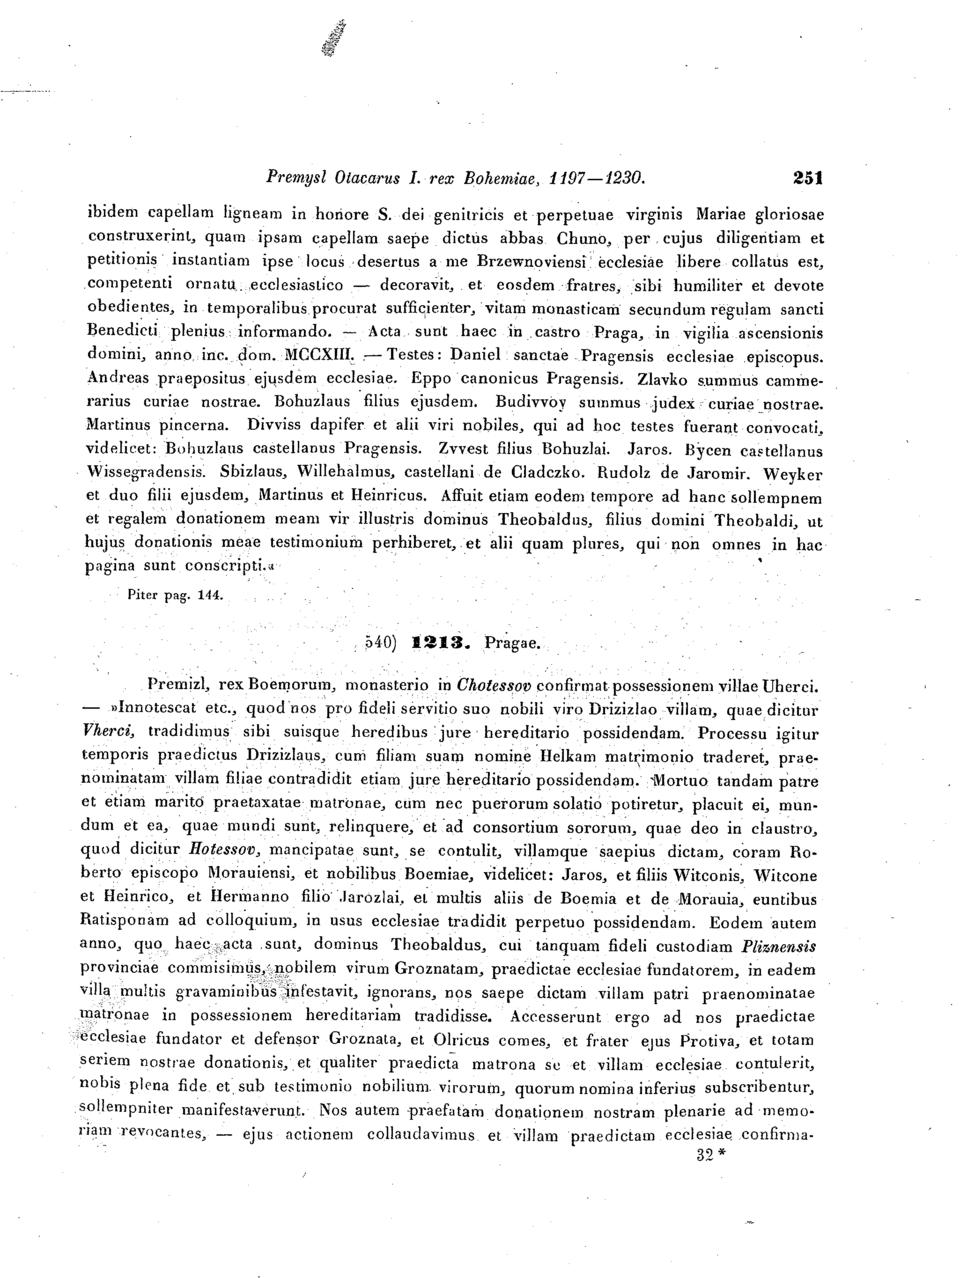 Premysl Otacarus I. rex Bohemiae, 1197—1230. 251
ibidem capellam ligneam in honore S. dei genitricis et perpetuae virginis Mariae gloriosae
construxerint, quam ipsam capellam saepe dictus abbas Chuno, per cujus diligentiam et
petitionis instantiam ipse locus desertus a me Brzewnoviensi ecclesiae libere collatus est,
competenti ornatu ecclesiastico — decoravit, et eosdem fratres, sibi humiliter et devote
obedientes, in temporalibus procurat sufficienter, vitam monasticam secundum regulam sancti
Benedicti plenius informando. — Acta sunt haec in castro Praga, in vigilia ascensionis
domini, anno inc. dom. MCCXIII. — Testes: Daniel sanctae Pragensis ecclesiae episcopus.
Andreas praepositus ejusdem ecclesiae. Eppo canonicus Pragensis. Zlavko summus camme-
rarius curiae nostrae. Bohuzlaus filius ejusdem. Budivvoy summus judex curiae nostrae.
Martinus pincerna. Divviss dapifer et alii viri nobiles, qui ad hoc testes fuerant convocati,
videlicet: Bohuzlaus castellanus Pragensis. Zvvest filius Bohuzlai. Jaros. Bycen castellanus
Wissegradensis. Sbizlaus, Willehalmus, castellani de Cladczko. Rudolz de Jaromir. Weyker
et duo filii ejusdem, Martinus et Heinricus. Affuit etiam eodem tempore ad hanc sollempnem
et regalem donationem meam vir illustris dominus Theobaldus, filius domini Theobaldi, ut
hujus donationis meae testimonium perhiberet, et alii quam plures, qui non omnes in hac
pagina sunt conscripti.«
Piter pag. 144.
540) 1213. Pragae.
Premizl, rex Boemorum, monasterio in Chotessov confirmat possessionem villae Uherci.
— »Innotescat etc., quod nos pro fideli servitio suo nobili viro Drizizlao villam, quae dicitur
Vherci, tradidimus sibi suisque heredibus jure hereditario possidendam. Processu igitur
temporis praedictus Drizizlaus, cum filiam suam nomine Helkam matrimonio traderet, prae-
nominatam villam filiae contradidit etiam jure hereditario possidendam. Mortuo tandam patre
et etiam marito praetaxatae matronae, cum nec puerorum solatio potiretur, placuit ei, mun-
dum et ea, quae mundi sunt, relinquere, et ad consortium sororum, quae deo in claustro,
quod dicitur Hotessov, mancipatae sunt, se contulit, villamque saepius dictam, coram Ro-
berto episcopo Morauiensi, et nobilibus Boemiae, videlicet: Jaros, et filiis Witconis, Witcone
et Heinrico, et Hermanno filio Jarozlai, et multis aliis de Boemia et de Morauia, euntibus
Ratisponam ad colloquium, in usus ecclesiae tradidit perpetuo possidendam. Eodem autem
anno, quo haec acta sunt, dominus Theobaldus, cui tanquam fideli custodiam Pliznensis
provinciae commisimus, nobilem virum Groznatam, praedictae ecclesiae fundatorem, in eadem
villa multis gravaminibus infestavit, ignorans, nos saepe dictam villam patri praenominatae
matronae in possessionem hereditariam tradidisse. Accesserunt ergo ad nos praedictae
ecclesiae fundator et defensor Groznata, et Olricus comes, et frater ejus Protiva, et totam
seriem nostrae donationis, et qualiter praedicta matrona se et villam ecclesiae contulerit,
nobis plena fide et sub testimonio nobilium virorum, quorum nomina inferius subscribentur,
sollempniter manifestaverunt. Nos autem praefatam donationem nostram plenarie ad memo-
riam revocantes, — ejus actionem collaudavimus et villam praedictam ecclesiae confirma-
32 *